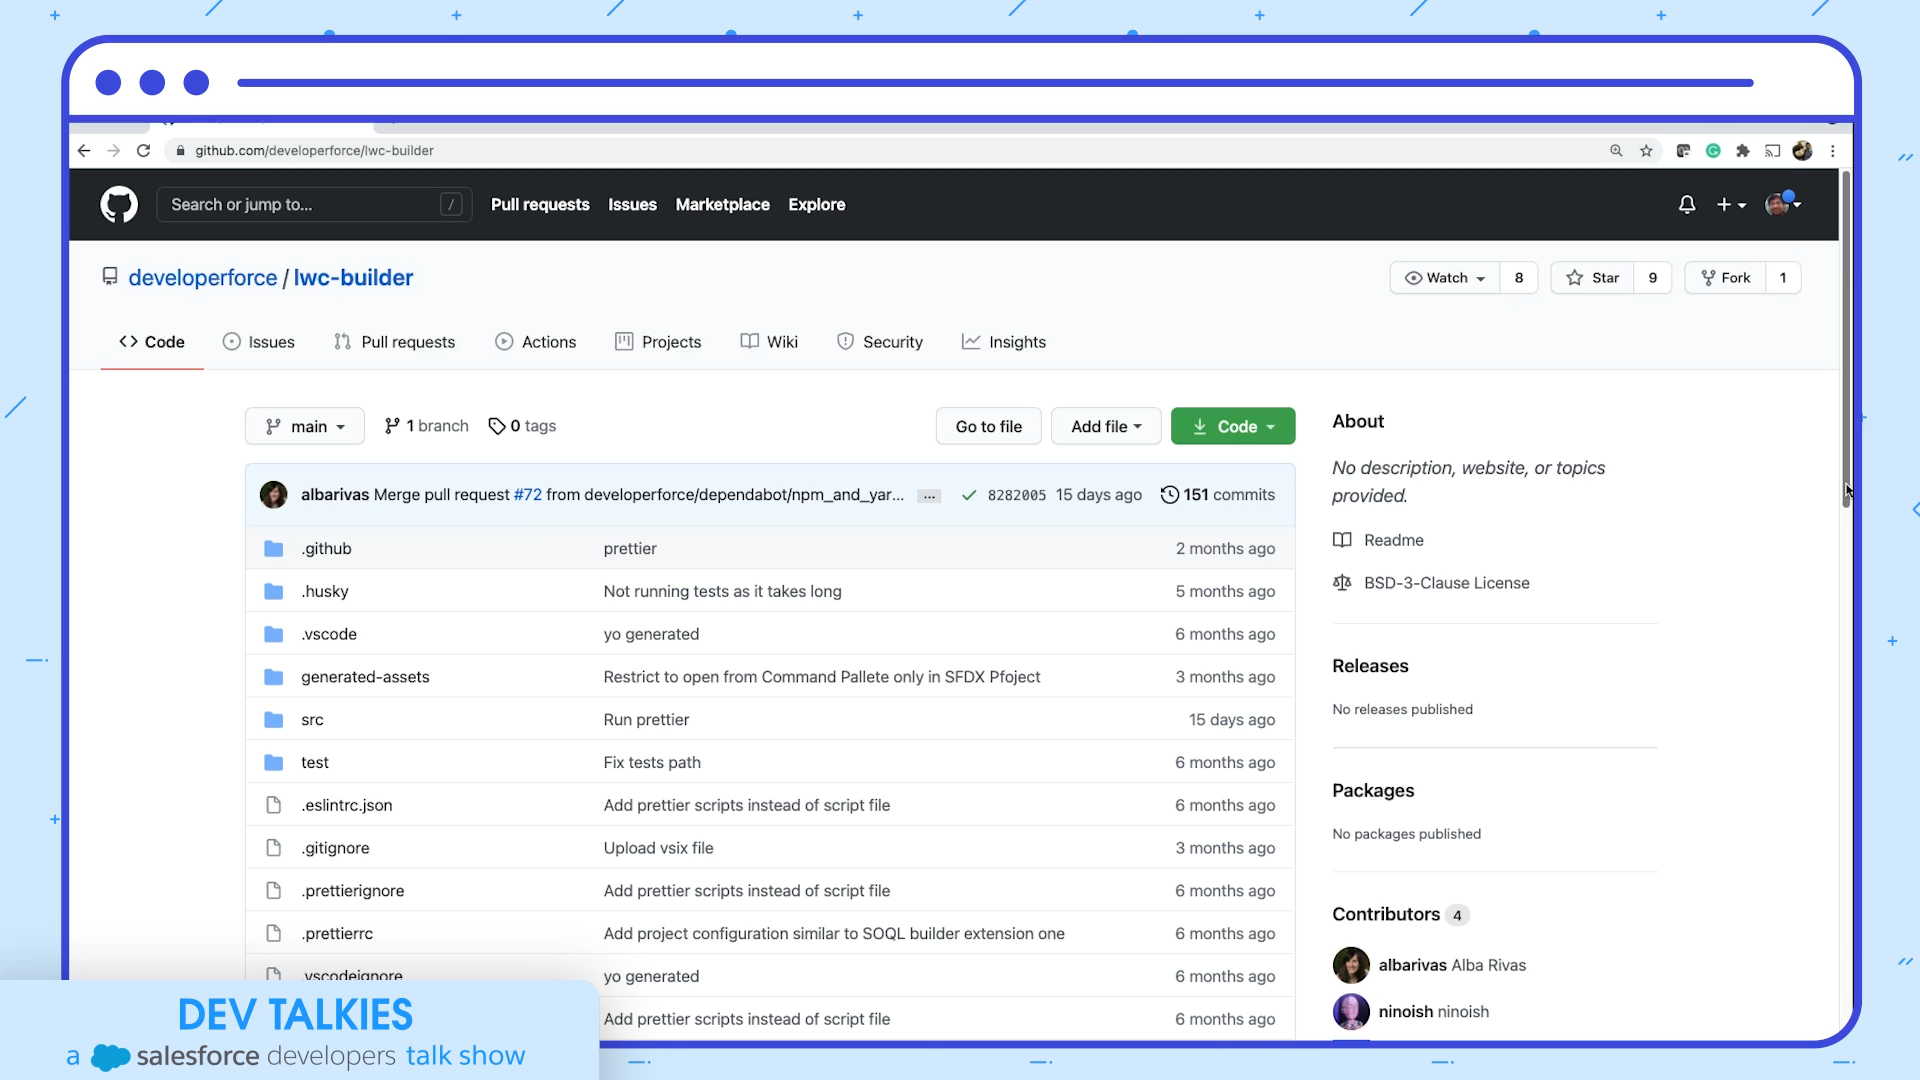 github.com/developerforce/lwc-builder
Search or jump to... /
Pull requests Issues Marketplace Explore
developerforce / lwc-builder
Watch 8 Star 9 Fork 1
Code Issues Pull requests Actions Projects Wiki Security Insights
main 1 branch 0 tags Go to file Add file Code
albarivas Merge pull request #72 from developerforce/dependabot/npm_and_yar... ... 8282005 15 days ago 151 commits
.github prettier 2 months ago
.husky Not running tests as it takes long 5 months ago
.vscode yo generated 6 months ago
generated-assets Restrict to open from Command Pallete only in SFDX Pfoject 3 months ago
src Run prettier 15 days ago
test Fix tests path 6 months ago
.eslintrc.json Add prettier scripts instead of script file 6 months ago
.gitignore Upload vsix file 3 months ago
.prettierignore Add prettier scripts instead of script file 6 months ago
.prettierrc Add project configuration similar to SOQL builder extension one 6 months ago
.vscodeignore yo generated 6 months ago
Add prettier scripts instead of script file 6 months ago
About
No description, website, or topics
provided.
Readme
BSD-3-Clause License
Releases
No releases published
Packages
No packages published
Contributors 4
albarivas Alba Rivas
ninoish ninoish
DEV TALKIES
a salesforce developers talk show